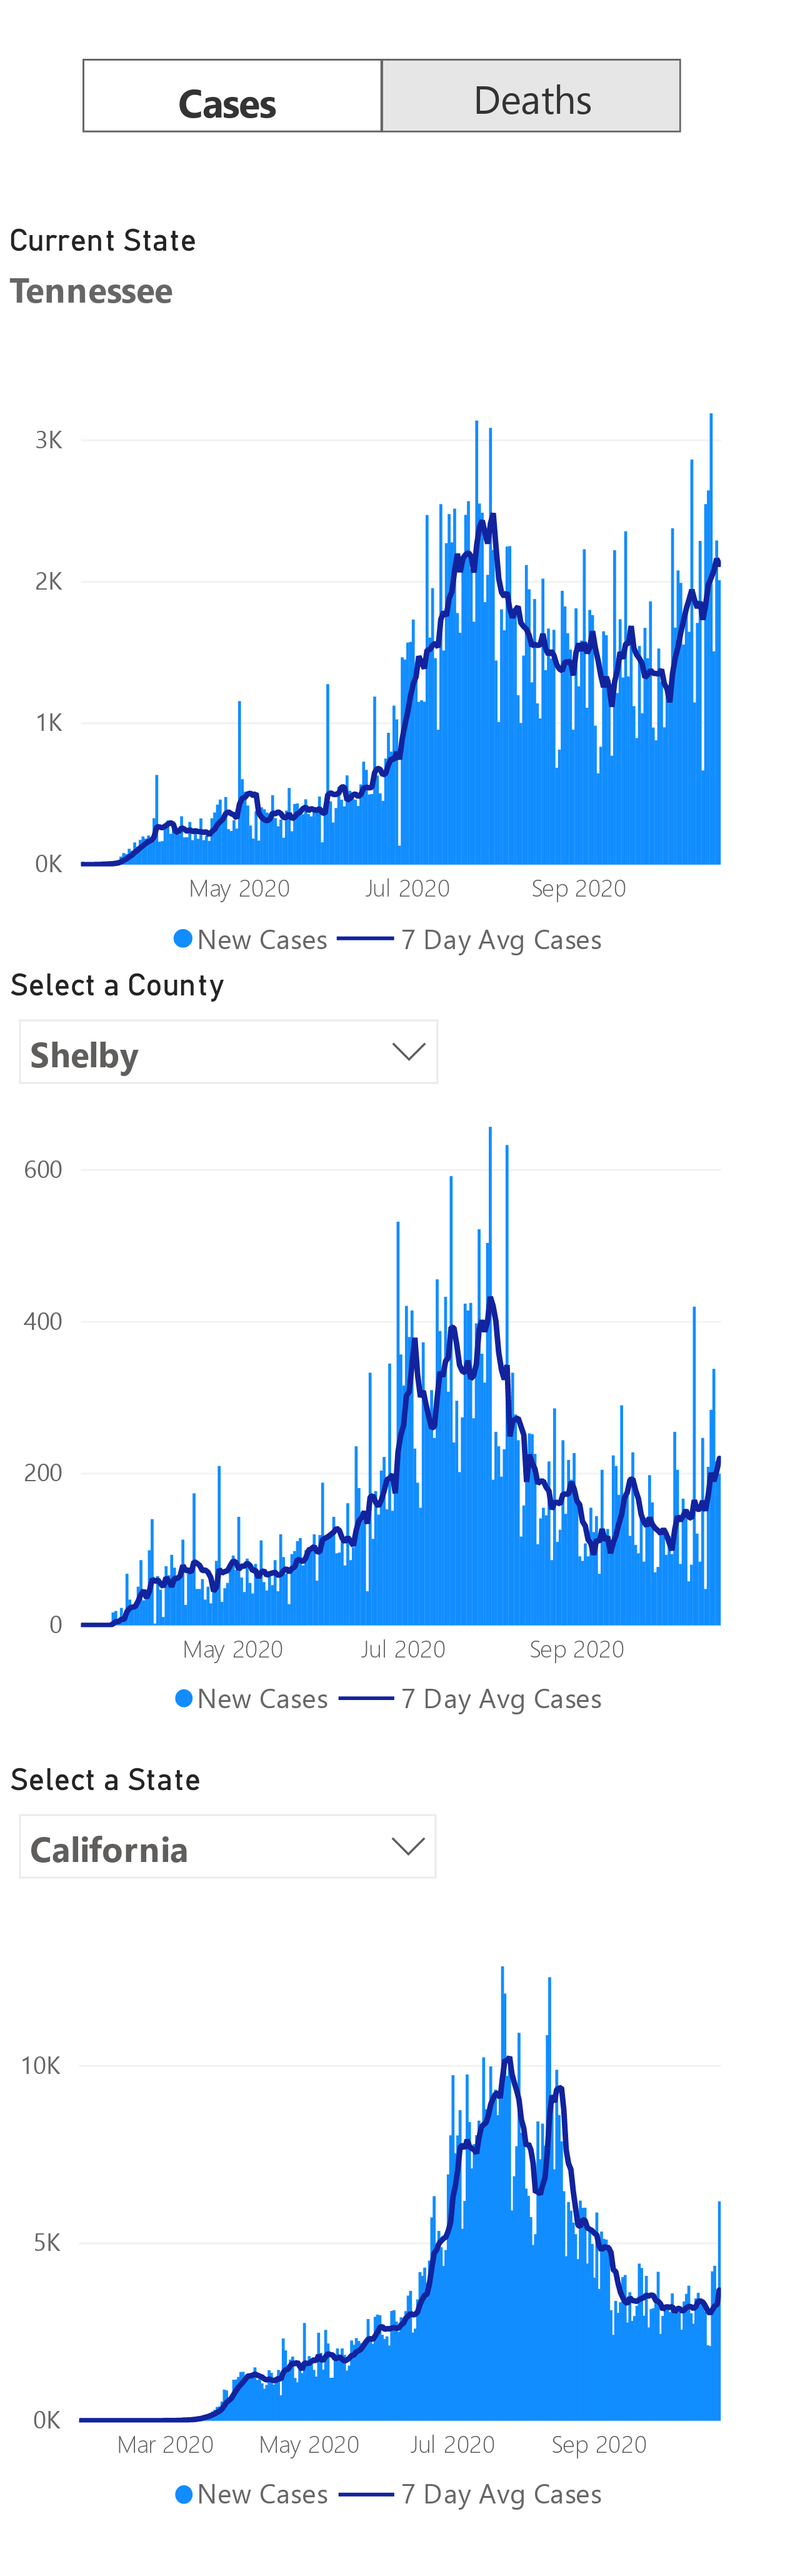 Cases Deaths
Current State
Tennessee
3K
2K
1K
0K
May 2020 Jul 2020 Sep 2020
New Cases 7 Day Avg Cases
Select a County
Shelby
600
400
200
0
May 2020 Jul 2020 Sep 2020
New Cases 7 Day Avg Cases
Select a State
California
10K
5K
0K
Mar 2020 May 2020 Jul 2020 Sep 2020
New Cases 7 Day Avg Cases